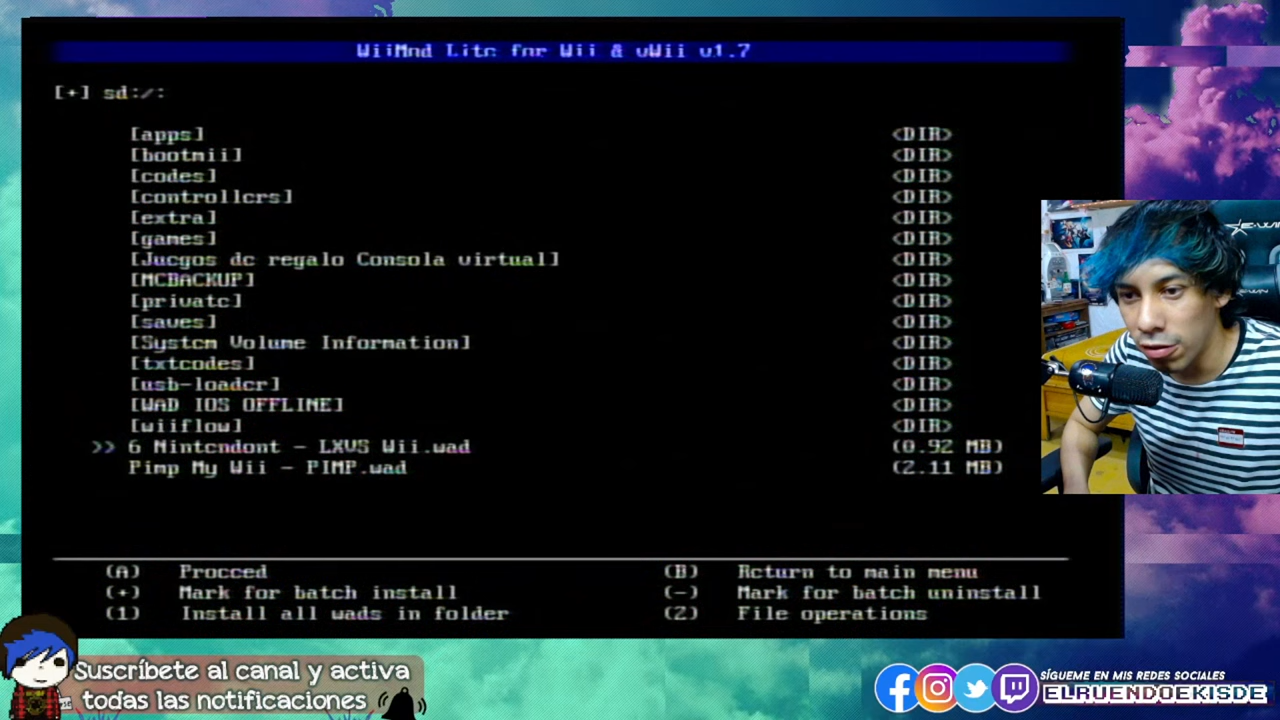 WiiMod Lite for Wii & vWii v1.7
[+] sd:/:
[apps] <DIR>
[bootmii] <DIR>
[codes] <DIR>
[controllers] <DIR>
[extra] <DIR>
[games] <DIR>
[Juegos de regalo Consola virtual] <DIR>
[MCBACKUP] <DIR>
[private] <DIR>
[saves] <DIR>
[System Volume Information] <DIR>
[txtcodes] <DIR>
[usb-loader] <DIR>
[WAD IOS OFFLINE] <DIR>
[wiiflow] <DIR>
>> 6 Nintendont - LXVS Wii.wad (0.92 MB)
Pimp My Wii - PIMP.wad (2.11 MB)
(A) Proceed (B) Return to main menu
(+) Mark for batch install (-) Mark for batch uninstall
(1) Install all wads in folder (2) File operations
Suscríbete al canal y activa
todas las notificaciones
SÍGUEME EN MIS REDES SOCIALES
ELRUENDOEKISDE